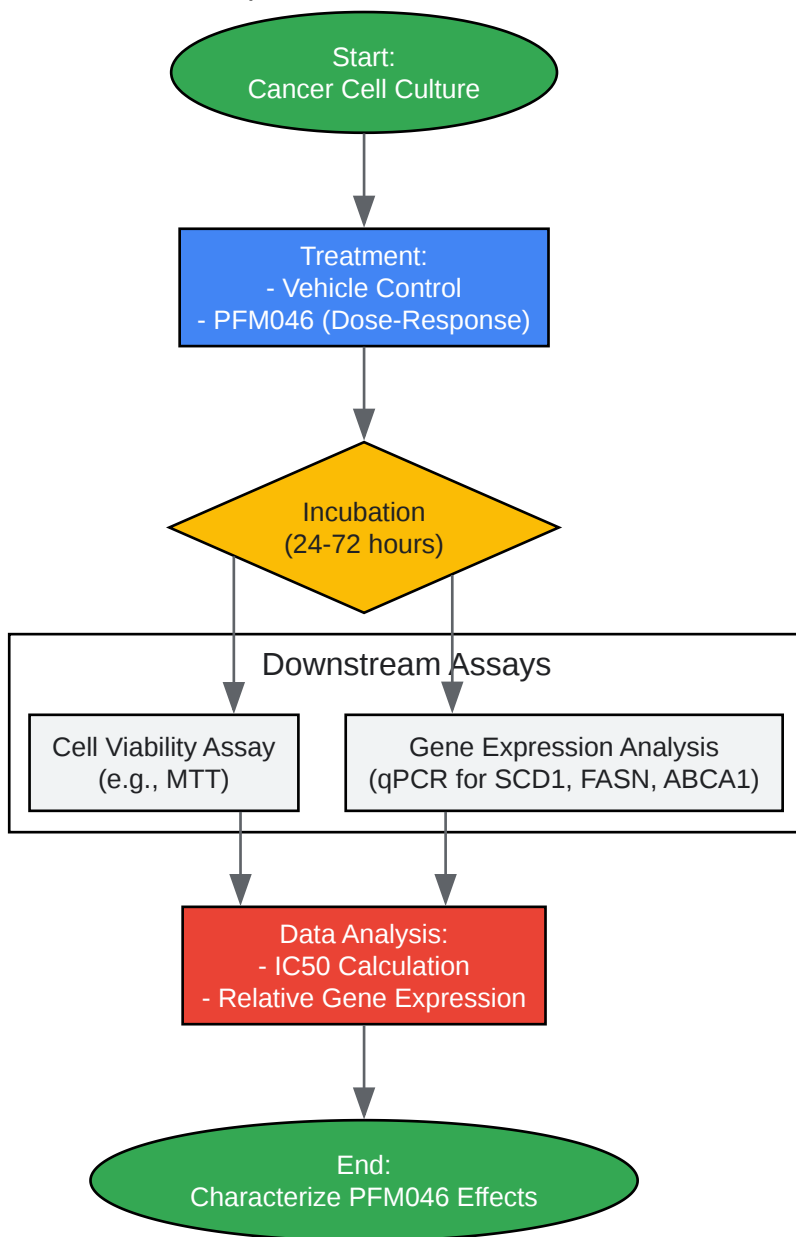 Start:
Cancer Cell Culture
Treatment:
- Vehicle Control
- PFM046 (Dose-Response)
Incubation
(24-72 hours)
Downstream Assays
Cell Viability Assay
(e.g., MTT)
Gene Expression Analysis
(qPCR for SCD1, FASN, ABCA1)
Data Analysis:
- IC50 Calculation
- Relative Gene Expression
End:
Characterize PFM046 Effects